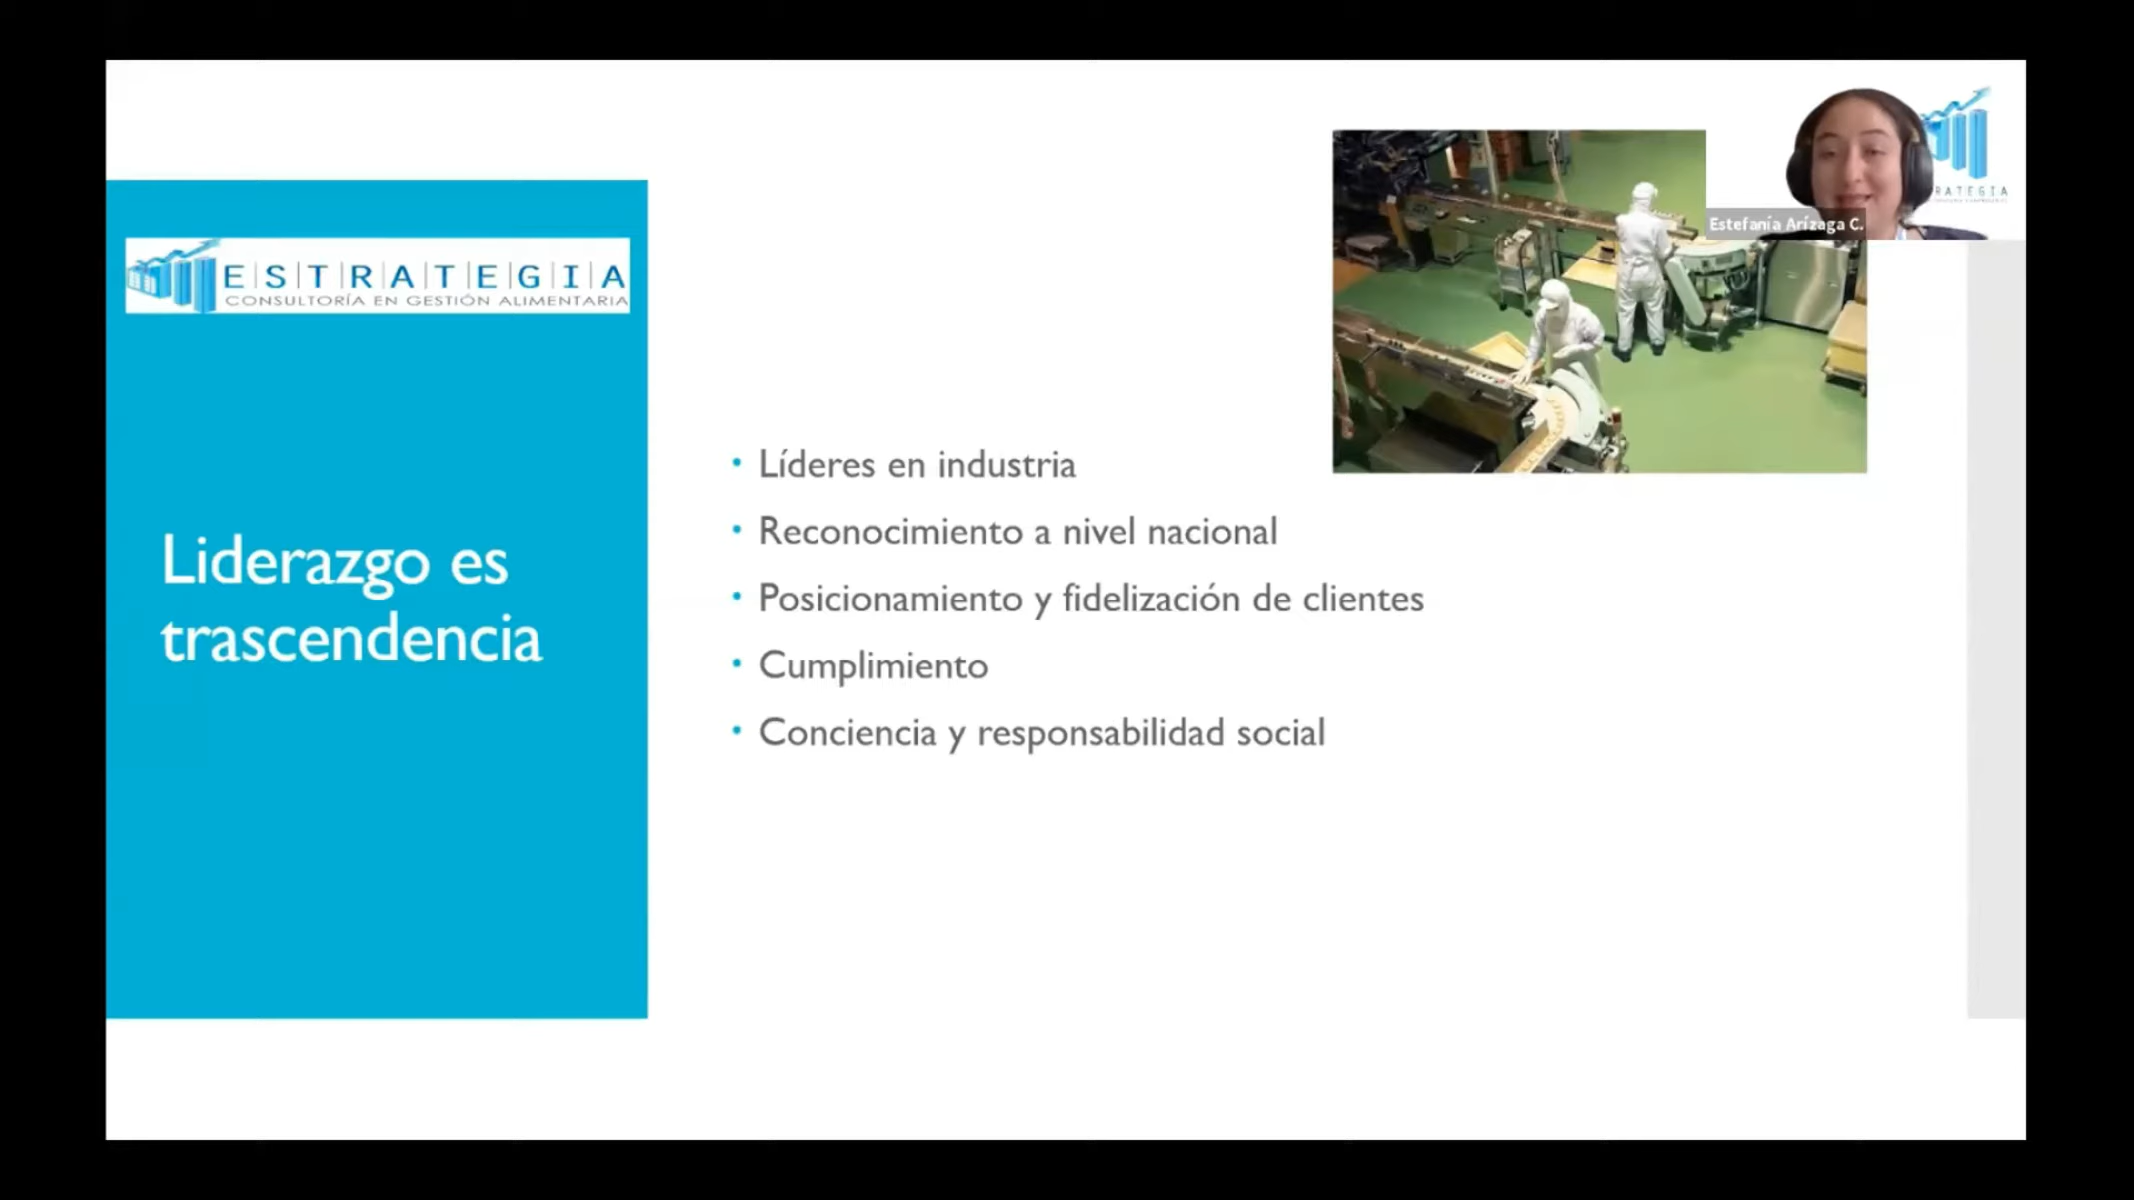 ESTRATEGIA
CONSULTORÍA EN GESTIÓN ALIMENTARIA
Liderazgo es
trascendencia
• Líderes en industria
• Reconocimiento a nivel nacional
• Posicionamiento y fidelización de clientes
• Cumplimiento
• Conciencia y responsabilidad social
Estefanía Arízaga C.
RATEGIA